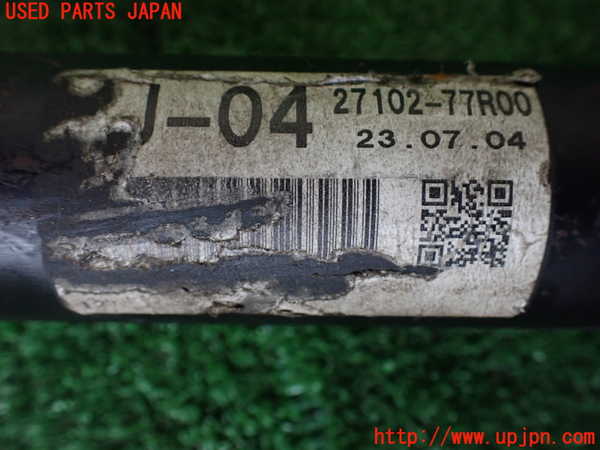 USED PARTS JAPAN
J-04 27102-77R00
23.07.04
http://www.upjpn.com/